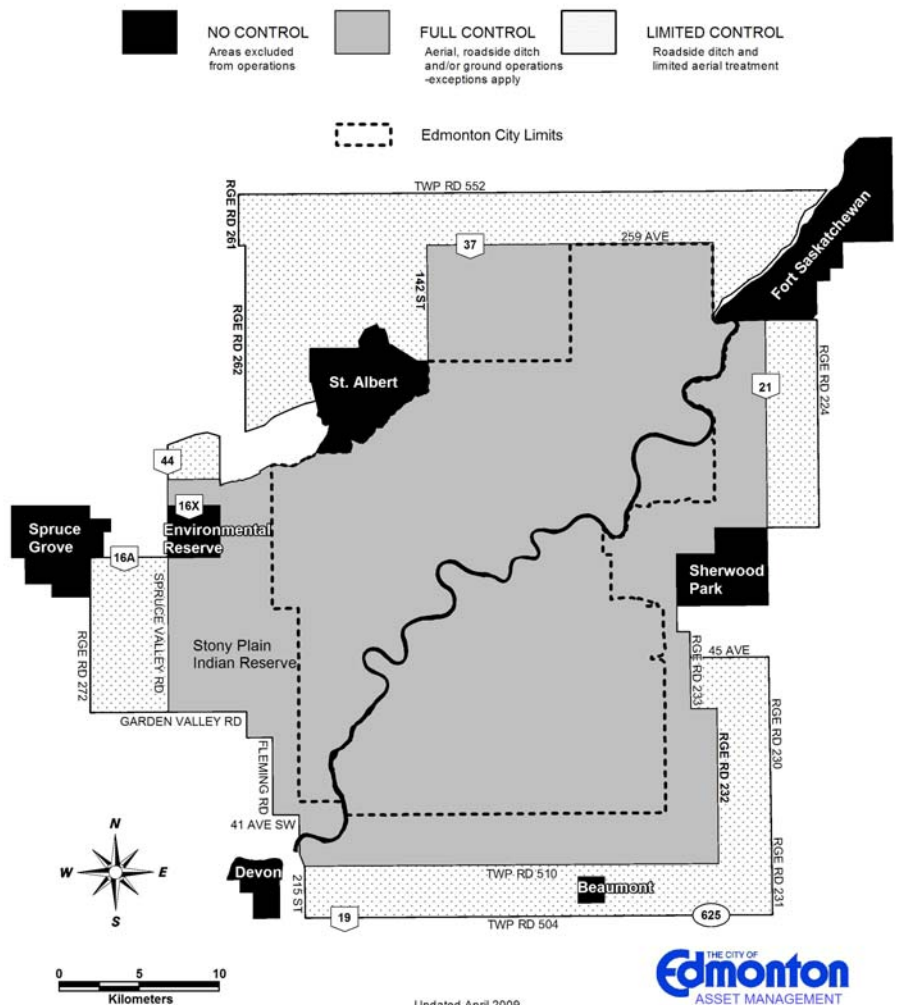 NO CONTROL
Areas excluded
from operations
FULL CONTROL
Aerial, roadside ditch
and/or ground operations
-exceptions apply
LIMITED CONTROL
Roadside ditch and
limited aerial treatment
Edmonton City Limits
TWP RD 552
RGE RD 261
259 AVE
37
Fort Saskatchewan
142 ST
RGE RD 262
RGE RD 224
St. Albert
21
44
16X
Spruce
Grove
Environmental
Reserve
16A
Sherwood
Park
SPRUCE VALLEY RD
RGE RD 272
Stony Plain
Indian Reserve
45 AVE
RGE RD 233
GARDEN VALLEY RD
RGE RD 230
FLEMING RD
RGE RD 232
41 AVE SW
N
W
E
S
Devon
215 ST
TWP RD 510
Beaumont
RGE RD 231
19
625
TWP RD 504
0
5
10
Kilometers
Updated April 2009
THE CITY OF
Edmonton
ASSET MANAGEMENT